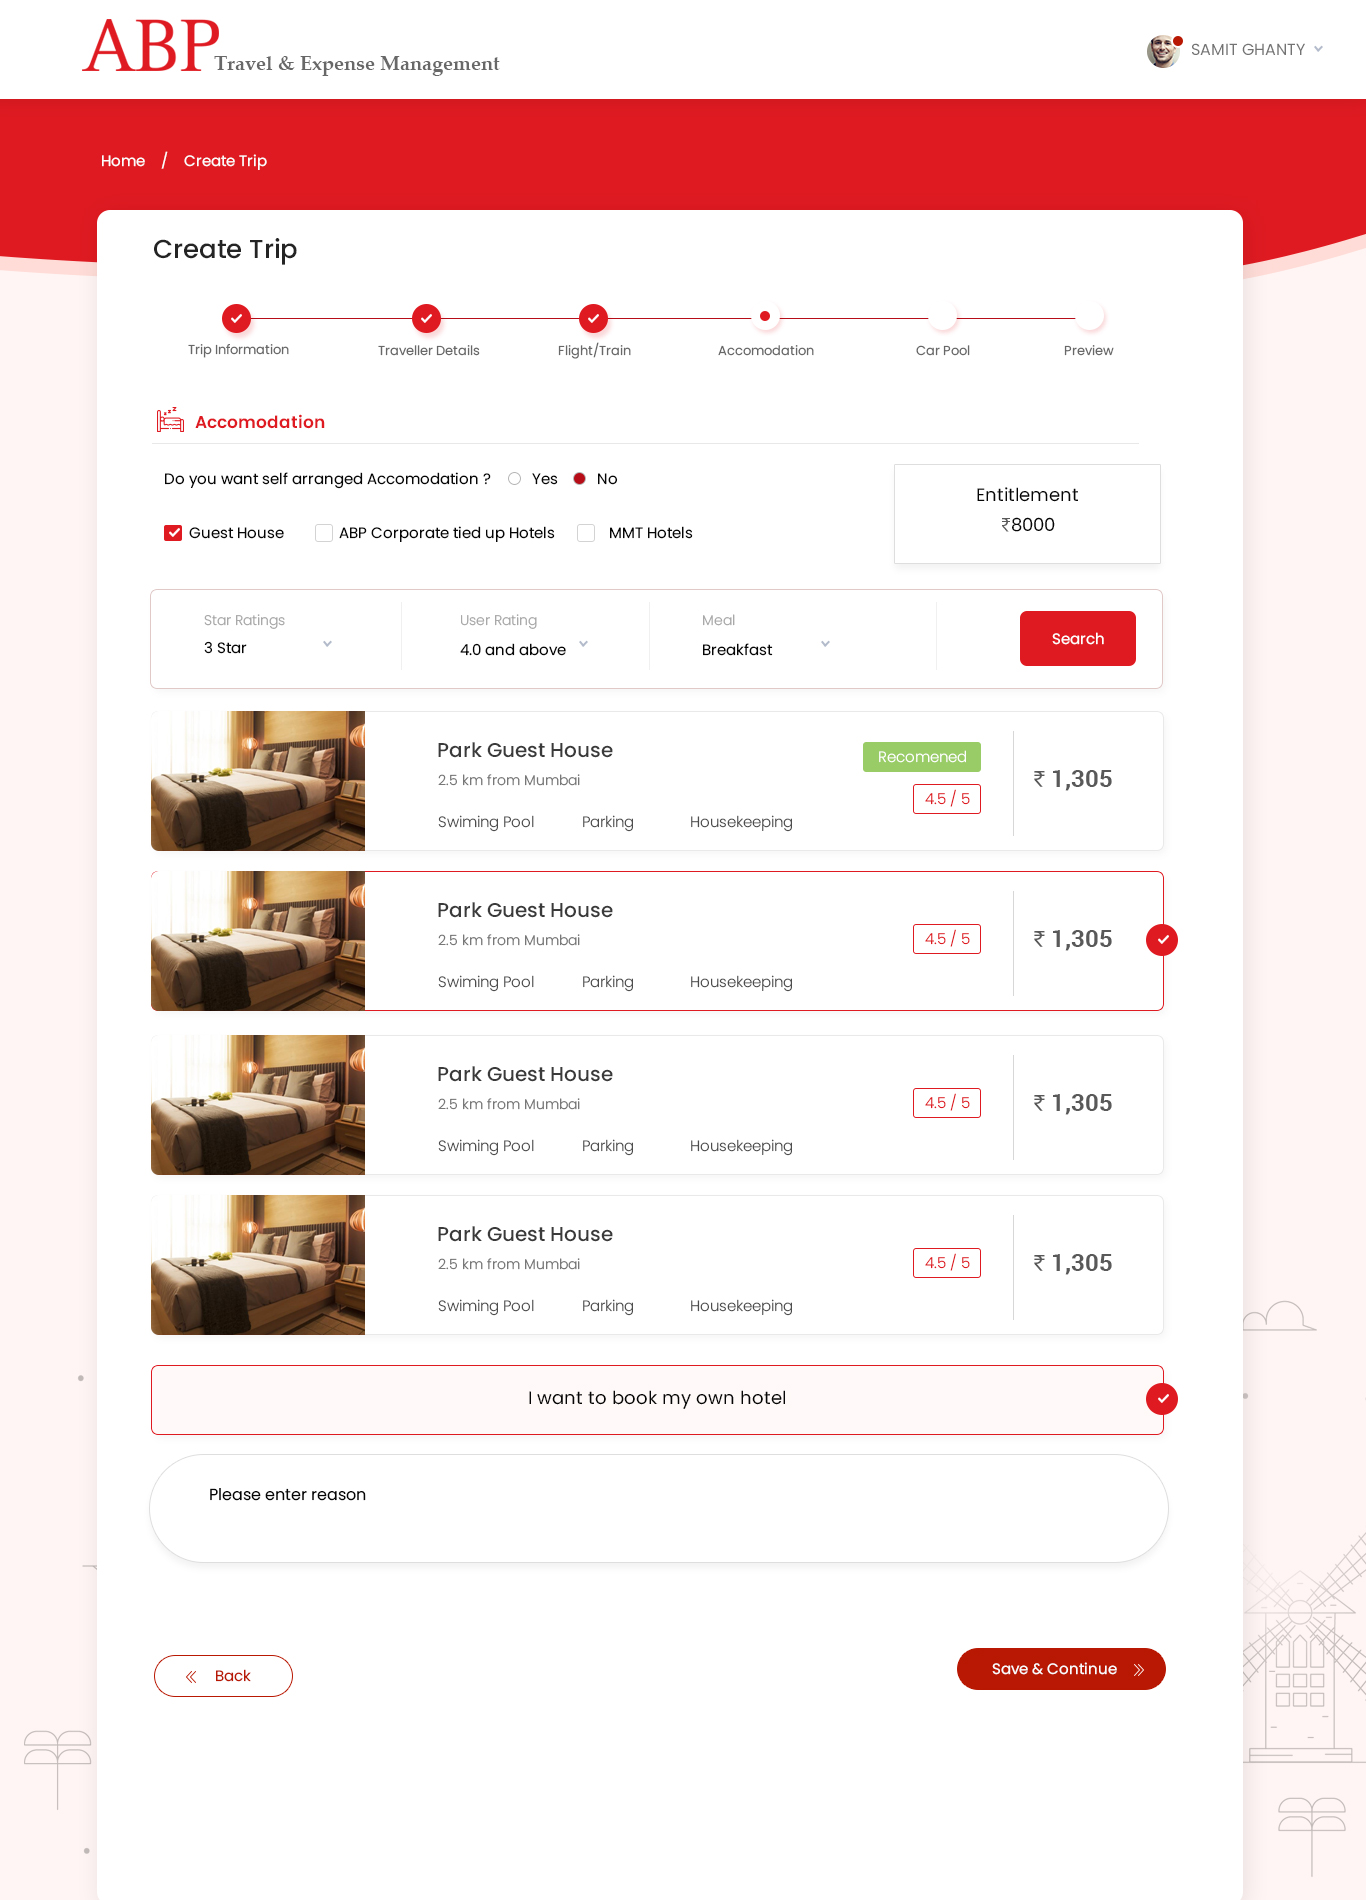 ABP Travel & Expense Management
SAMIT GHANTY
Home / Create Trip
Create Trip
Trip Information
Traveller Details
Flight/Train
Accomodation
Car Pool
Preview
Accomodation
Do you want self arranged Accomodation ? Yes No
Guest House ABP Corporate tied up Hotels MMT Hotels
Entitlement
₹8000
Star Ratings
3 Star
User Rating
4.0 and above
Meal
Breakfast
Search
Park Guest House
2.5 km from Mumbai
Swiming Pool Parking Housekeeping
Recomened
4.5 / 5
₹ 1,305
Park Guest House
2.5 km from Mumbai
Swiming Pool Parking Housekeeping
4.5 / 5
₹ 1,305
Park Guest House
2.5 km from Mumbai
Swiming Pool Parking Housekeeping
4.5 / 5
₹ 1,305
Park Guest House
2.5 km from Mumbai
Swiming Pool Parking Housekeeping
4.5 / 5
₹ 1,305
I want to book my own hotel
Please enter reason
Back
Save & Continue